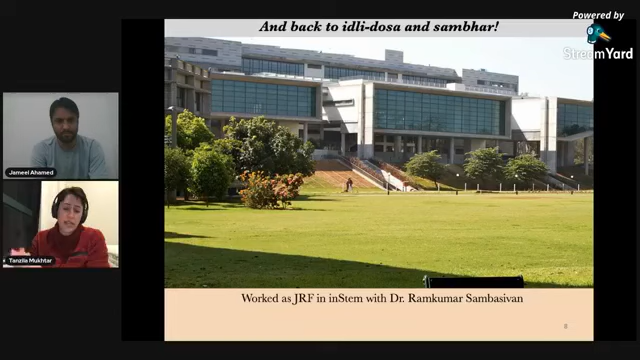 And back to idli-dosa and sambhar!
Powered by
StreamYard
Jameel Ahamed
Tanzila Mukhtar
Worked as JRF in inStem with Dr. Ramkumar Sambasivan
8